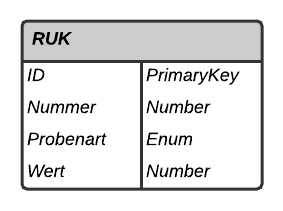 RUK
ID PrimaryKey
Nummer Number
Probenart Enum
Wert Number